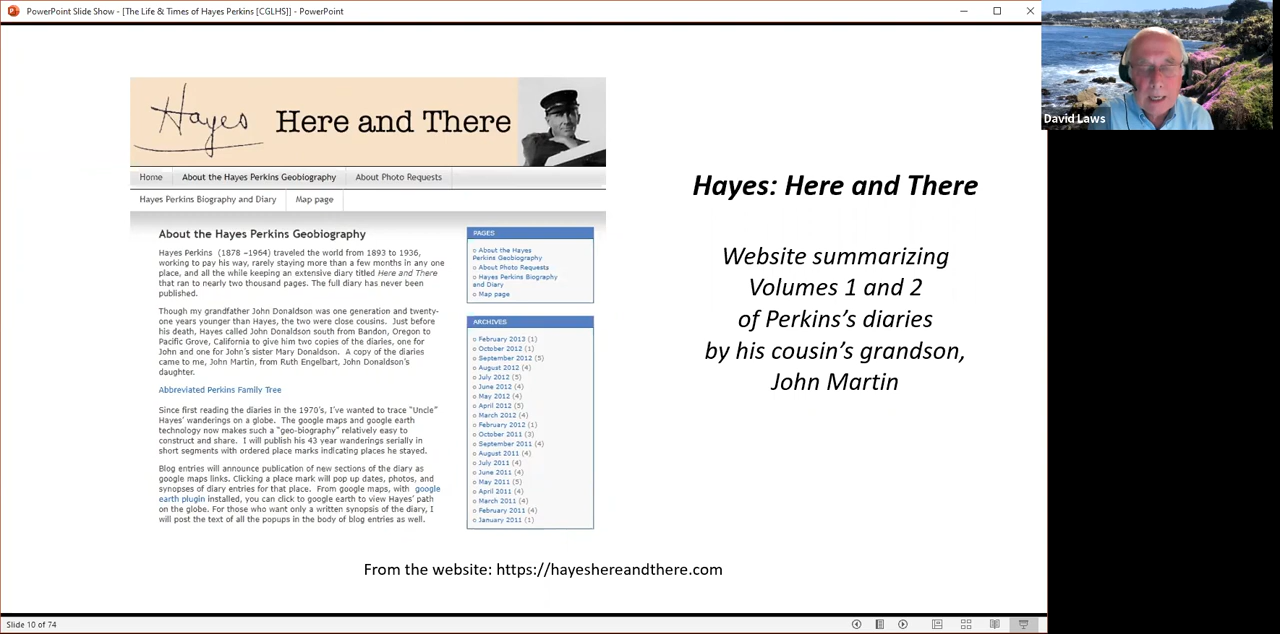 PowerPoint Slide Show - [The Life & Times of Hayes Perkins [CGLHS]] - PowerPoint
David Laws
Hayes
Here and There
Home
About the Hayes Perkins Geobiography
About Photo Requests
Hayes Perkins Biography and Diary
Map page
About the Hayes Perkins Geobiography
Hayes Perkins (1878 –1964) traveled the world from 1893 to 1936,
working to pay his way, rarely staying more than a few months in any one
place, and all the while keeping an extensive diary titled Here and There
that ran to nearly two thousand pages. The full diary has never been
published.
Though my grandfather John Donaldson was one generation and twenty-
one years younger than Hayes, the two were close cousins. Just before
his death, Hayes called John Donaldson south from Bandon, Oregon to
Pacific Grove, California to give him two copies of the diaries, one for
John and one for John's sister Mary Donaldson. A copy of the diaries
came to me, John Martin, from Ruth Engelbart, John Donaldson's
daughter.
Abbreviated Perkins Family Tree
Since first reading the diaries in the 1970's, I've wanted to trace "Uncle"
Hayes' wanderings on a globe. The google maps and google earth
technology now makes such a "geo-biography" relatively easy to
construct and share. I will publish his 43 year wanderings serially in
short segments with ordered place marks indicating places he stayed.
Blog entries will announce publication of new sections of the diary as
google maps links. Clicking a place mark will pop up dates, photos, and
synopses of diary entries for that place. From google maps, with google
earth plugin installed, you can click to google earth to view Hayes' path
on the globe. For those who want only a written synopsis of the diary, I
will post the text of all the popups in the body of blog entries as well.
PAGES
About the Hayes
Perkins Geobiography
About Photo Requests
Hayes Perkins Biography
and Diary
Map page
ARCHIVES
February 2013 (1)
October 2012 (1)
September 2012 (5)
August 2012 (4)
July 2012 (5)
June 2012 (4)
May 2012 (4)
April 2012 (5)
March 2012 (4)
February 2012 (1)
October 2011 (3)
September 2011 (4)
August 2011 (4)
July 2011 (4)
June 2011 (4)
May 2011 (5)
April 2011 (4)
March 2011 (4)
February 2011 (4)
January 2011 (1)
Hayes: Here and There
Website summarizing
Volumes 1 and 2
of Perkins's diaries
by his cousin's grandson,
John Martin
From the website: https://hayeshereandthere.com
Slide 10 of 74